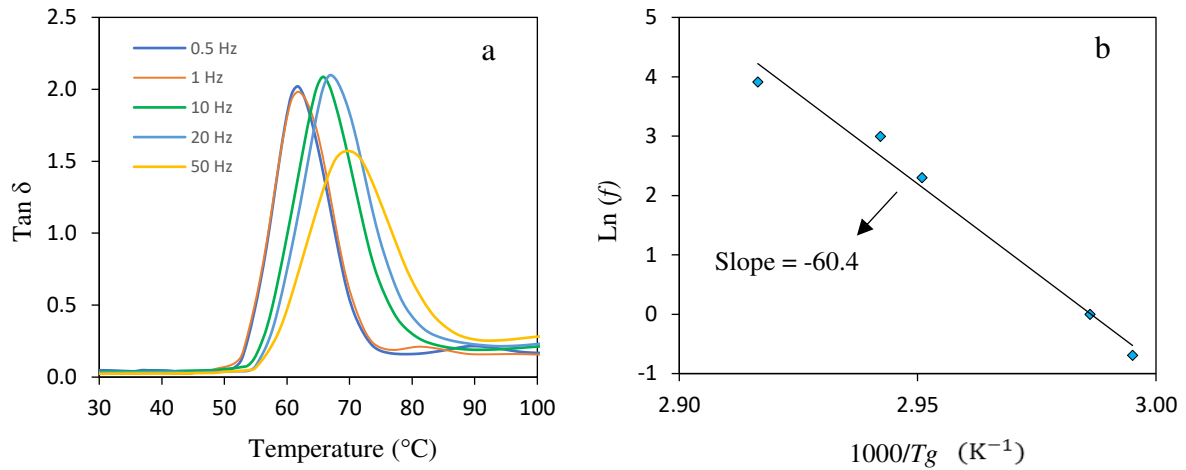 a
0.5 Hz
1 Hz
10 Hz
20 Hz
50 Hz
2.5
2.0
1.5
1.0
0.5
0.0
Tan δ
30 40 50 60 70 80 90 100
Temperature (°C)
b
5
4
3
2
1
0
-1
Ln (f)
Slope = -60.4
2.90 2.95 3.00
1000/Tg (K⁻¹)